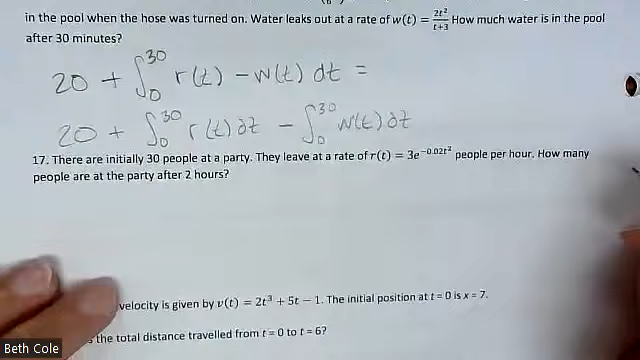 in the pool when the hose was turned on. Water leaks out at a rate of w(t) = 2t²/t+3 How much water is in the pool
after 30 minutes?
20 + ∫₀³⁰ r(t) - w(t) dt =
20 + ∫₀³⁰ r(t) dt - ∫₀³⁰ w(t) dt
17. There are initially 30 people at a party. They leave at a rate of r(t) = 3e^{-0.02t²} people per hour. How many
people are at the party after 2 hours?
velocity is given by v(t) = 2t³ + 5t - 1. The initial position at t = 0 is x = 7.
the total distance travelled from t = 0 to t = 6?
Beth Cole